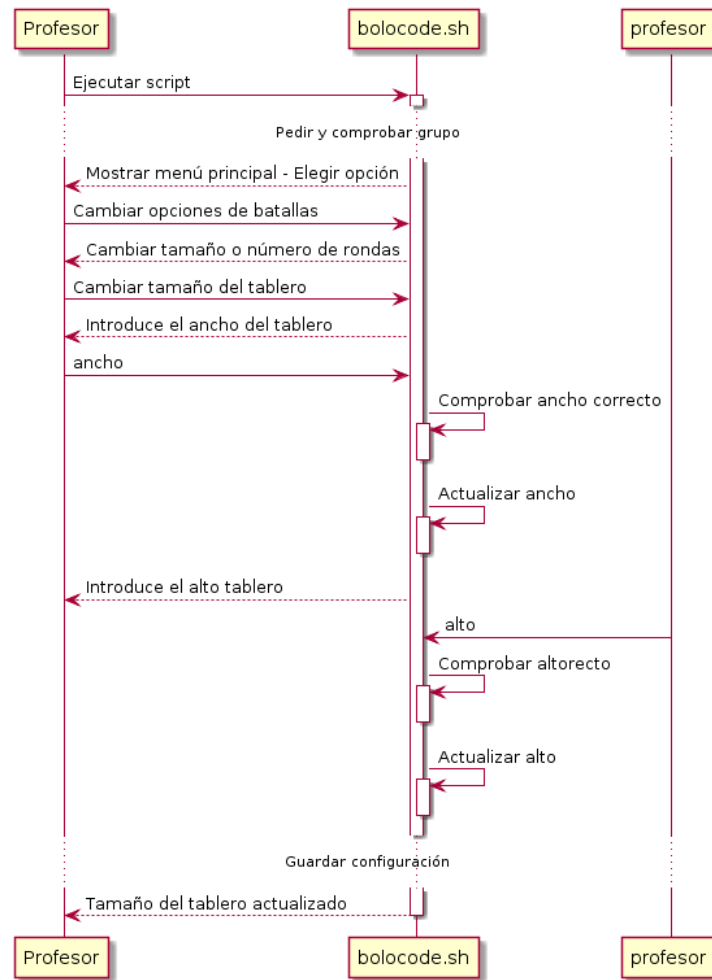 Profesor bolocode.sh profesor
Ejecutar script
Pedir y comprobar grupo
Mostrar menú principal - Elegir opción
Cambiar opciones de batallas
Cambiar tamaño o número de rondas
Cambiar tamaño del tablero
Introduce el ancho del tablero
ancho
Comprobar ancho correcto
Actualizar ancho
Introduce el alto tablero
alto
Comprobar altorecto
Actualizar alto
Guardar configuración
Tamaño del tablero actualizado
Profesor bolocode.sh profesor